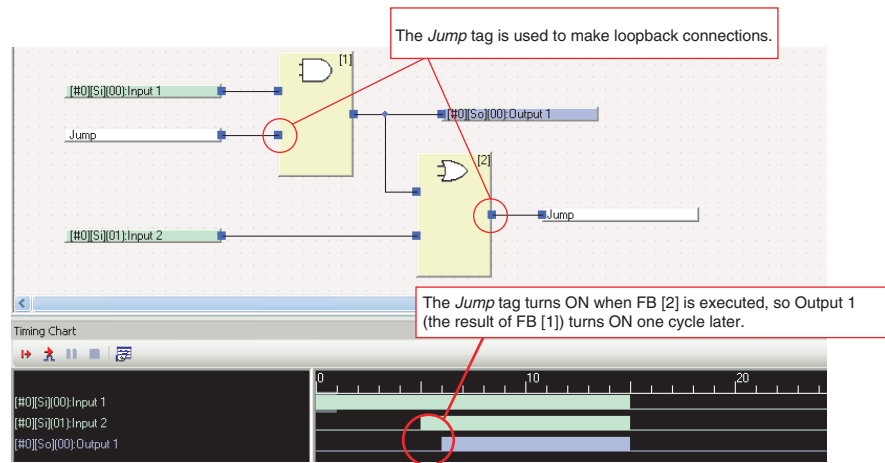 The Jump tag is used to make loopback connections.
[1]
[#0][Si](00):Input 1
[#0][So](00):Output 1
Jump
[2]
Jump
[#0][Si](01):Input 2
The Jump tag turns ON when FB [2] is executed, so Output 1
(the result of FB [1]) turns ON one cycle later.
Timing Chart
0 10 20
[#0][Si](00):Input 1
[#0][Si](01):Input 2
[#0][So](00):Output 1